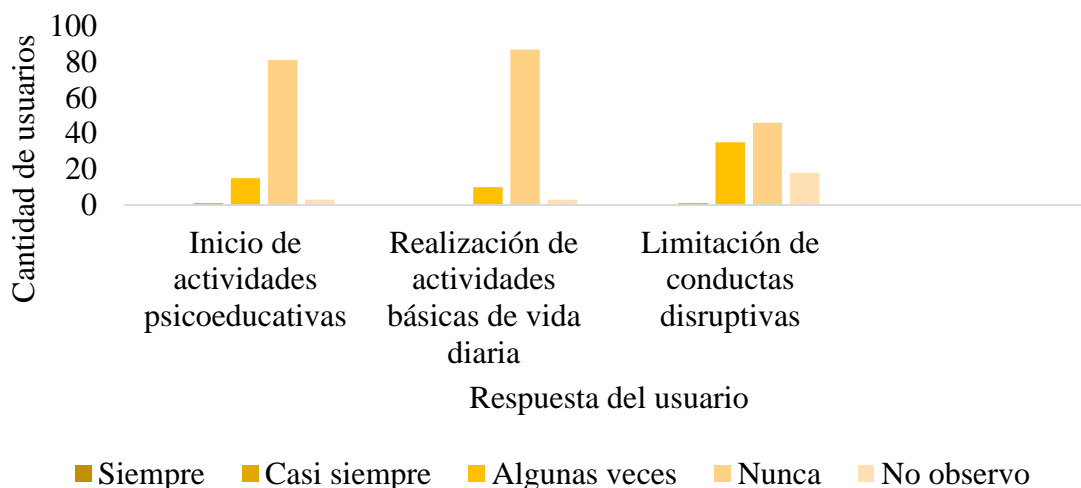 Cantidad de usuarios
100
80
60
40
20
0
Inicio de
actividades
psicoeducativas
Realización de
actividades
básicas de vida
diaria
Limitación de
conductas
disruptivas
Respuesta del usuario
Siempre Casi siempre Algunas veces Nunca No observo